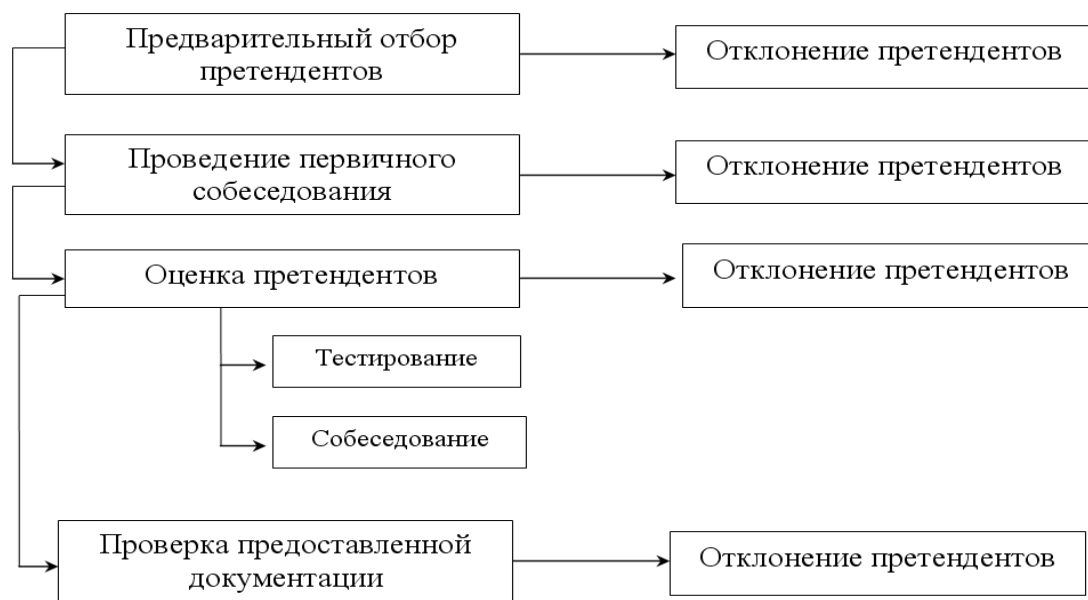 Предварительный отбор
претендентов
Отклонение претендентов
Проведение первичного
собеседования
Отклонение претендентов
Оценка претендентов
Отклонение претендентов
Тестирование
Собеседование
Проверка предоставленной
документации
Отклонение претендентов